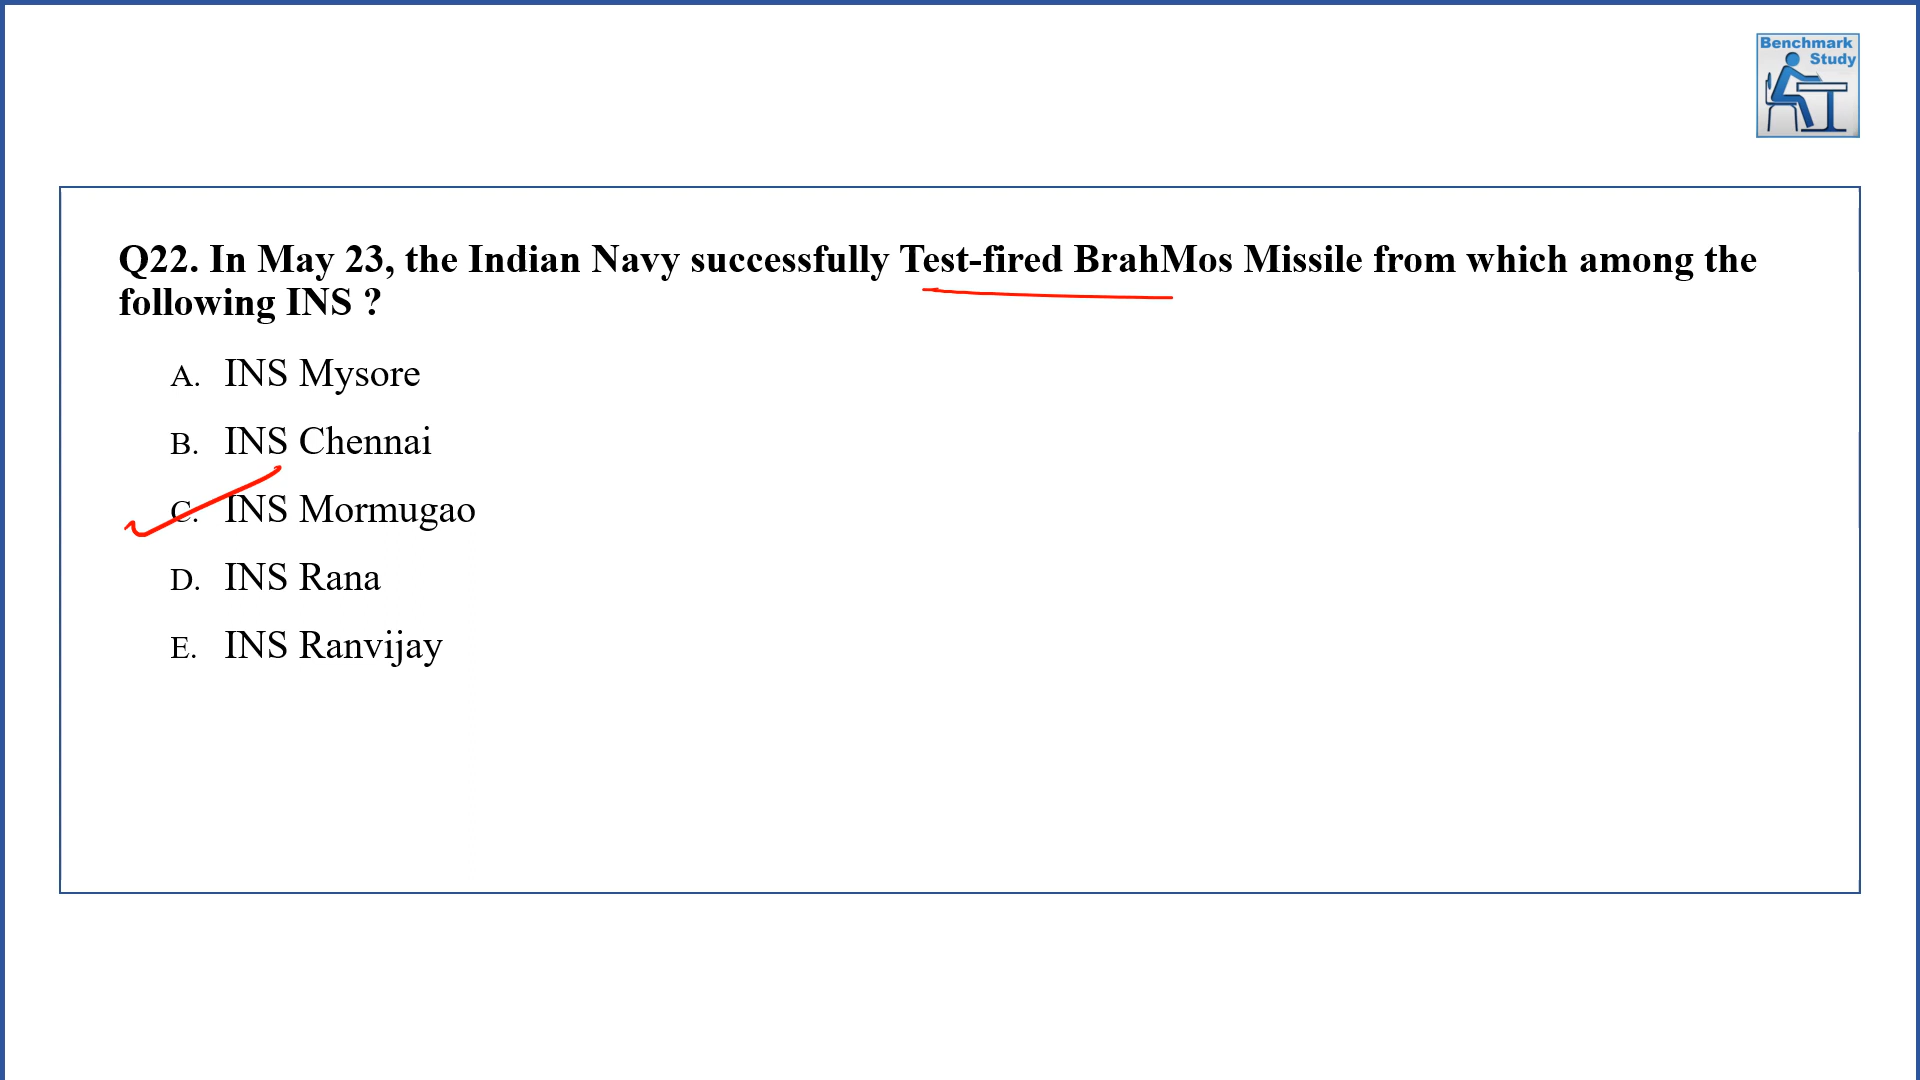 Benchmark
Study
Q22. In May 23, the Indian Navy successfully Test-fired BrahMos Missile from which among the
following INS ?
A. INS Mysore
B. INS Chennai
C. INS Mormugao
D. INS Rana
E. INS Ranvijay